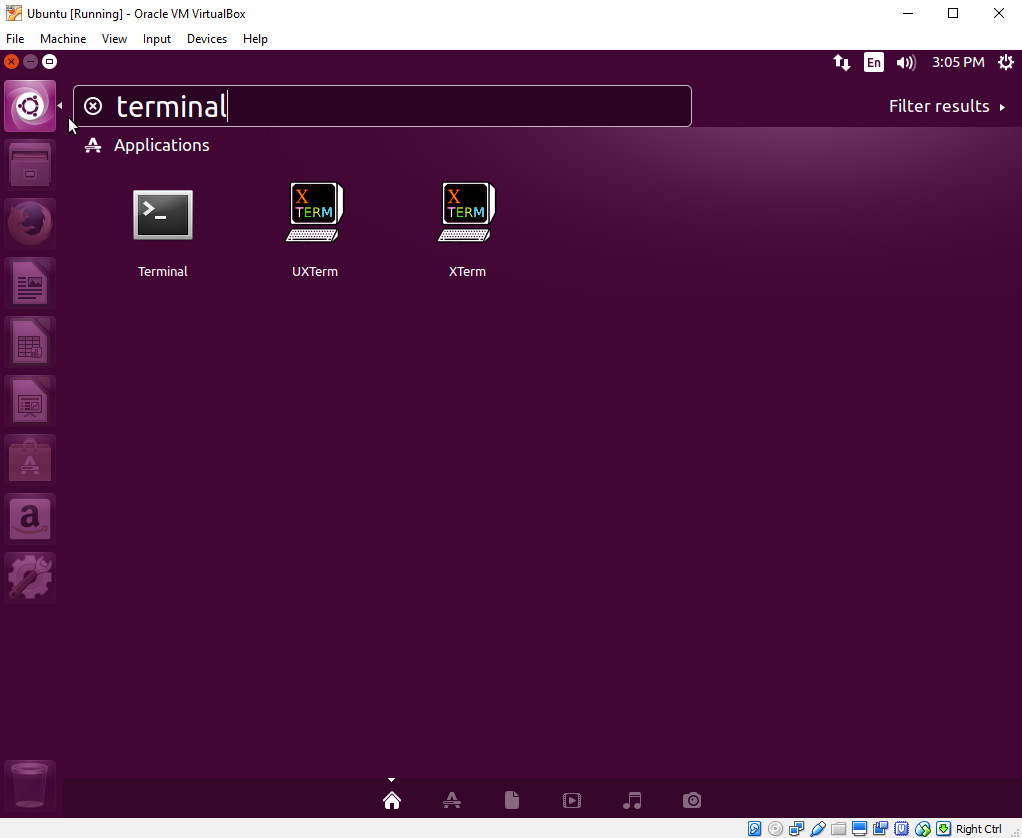 Ubuntu [Running] - Oracle VM VirtualBox
File Machine View Input Devices Help
En 3:05 PM
terminal
Filter results
Applications
X TERM
X TERM
>_
Terminal
UXTerm
XTerm
a
Right Ctrl